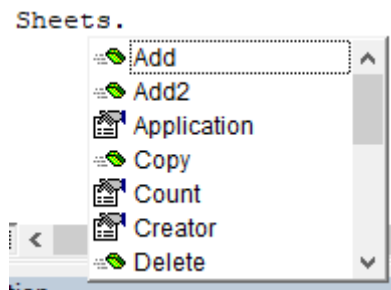 Sheets.
Add
Add2
Application
Copy
Count
Creator
Delete